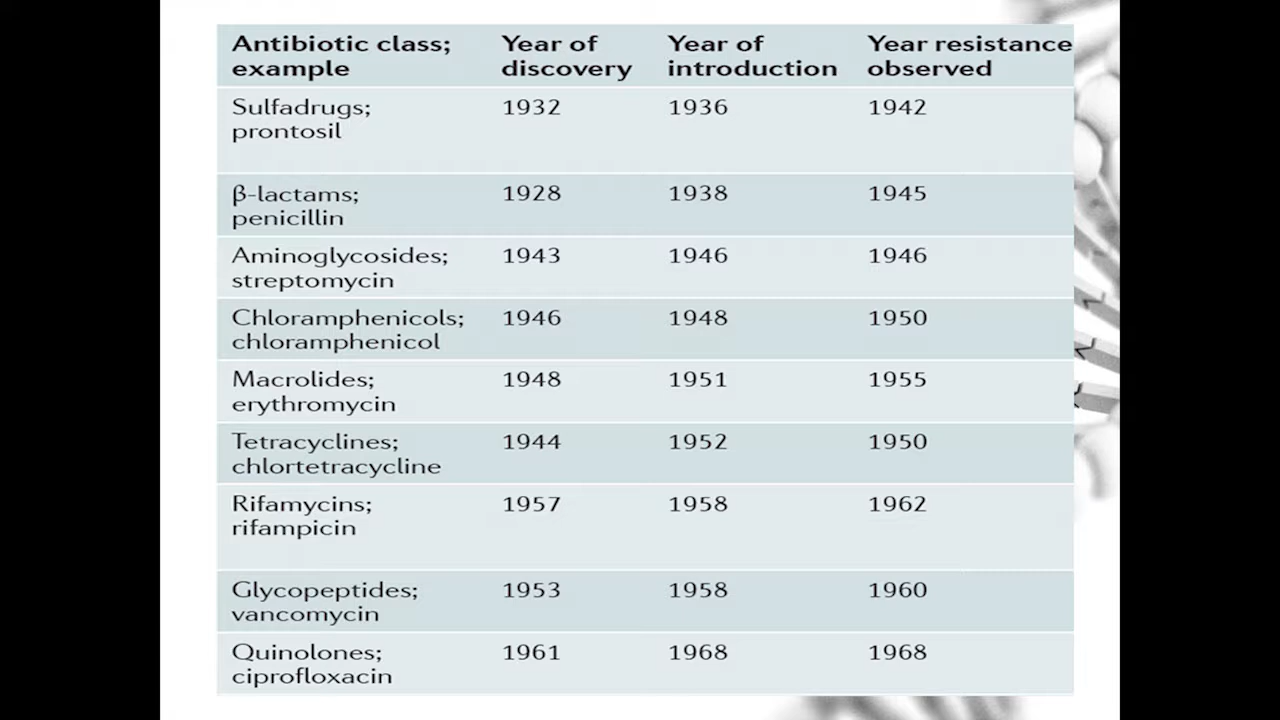 Antibiotic class; example Year of discovery Year of introduction Year resistance observed
Sulfadrugs; prontosil 1932 1936 1942
β-lactams; penicillin 1928 1938 1945
Aminoglycosides; streptomycin 1943 1946 1946
Chloramphenicols; chloramphenicol 1946 1948 1950
Macrolides; erythromycin 1948 1951 1955
Tetracyclines; chlortetracycline 1944 1952 1950
Rifamycins; rifampicin 1957 1958 1962
Glycopeptides; vancomycin 1953 1958 1960
Quinolones; ciprofloxacin 1961 1968 1968